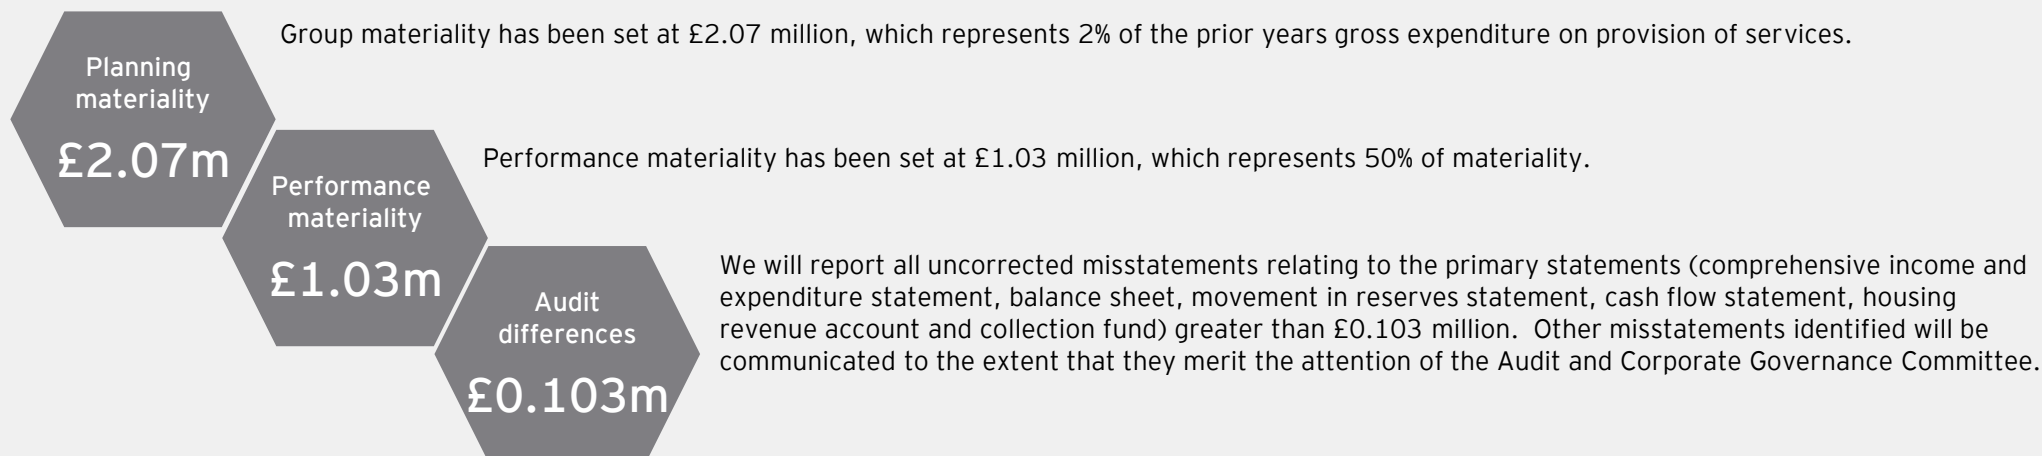 Planning
materiality
£2.07m
Group materiality has been set at £2.07 million, which represents 2% of the prior years gross expenditure on provision of services.
Performance
materiality
£1.03m
Performance materiality has been set at £1.03 million, which represents 50% of materiality.
Audit
differences
£0.103m
We will report all uncorrected misstatements relating to the primary statements (comprehensive income and
expenditure statement, balance sheet, movement in reserves statement, cash flow statement, housing
revenue account and collection fund) greater than £0.103 million.  Other misstatements identified will be
communicated to the extent that they merit the attention of the Audit and Corporate Governance Committee.